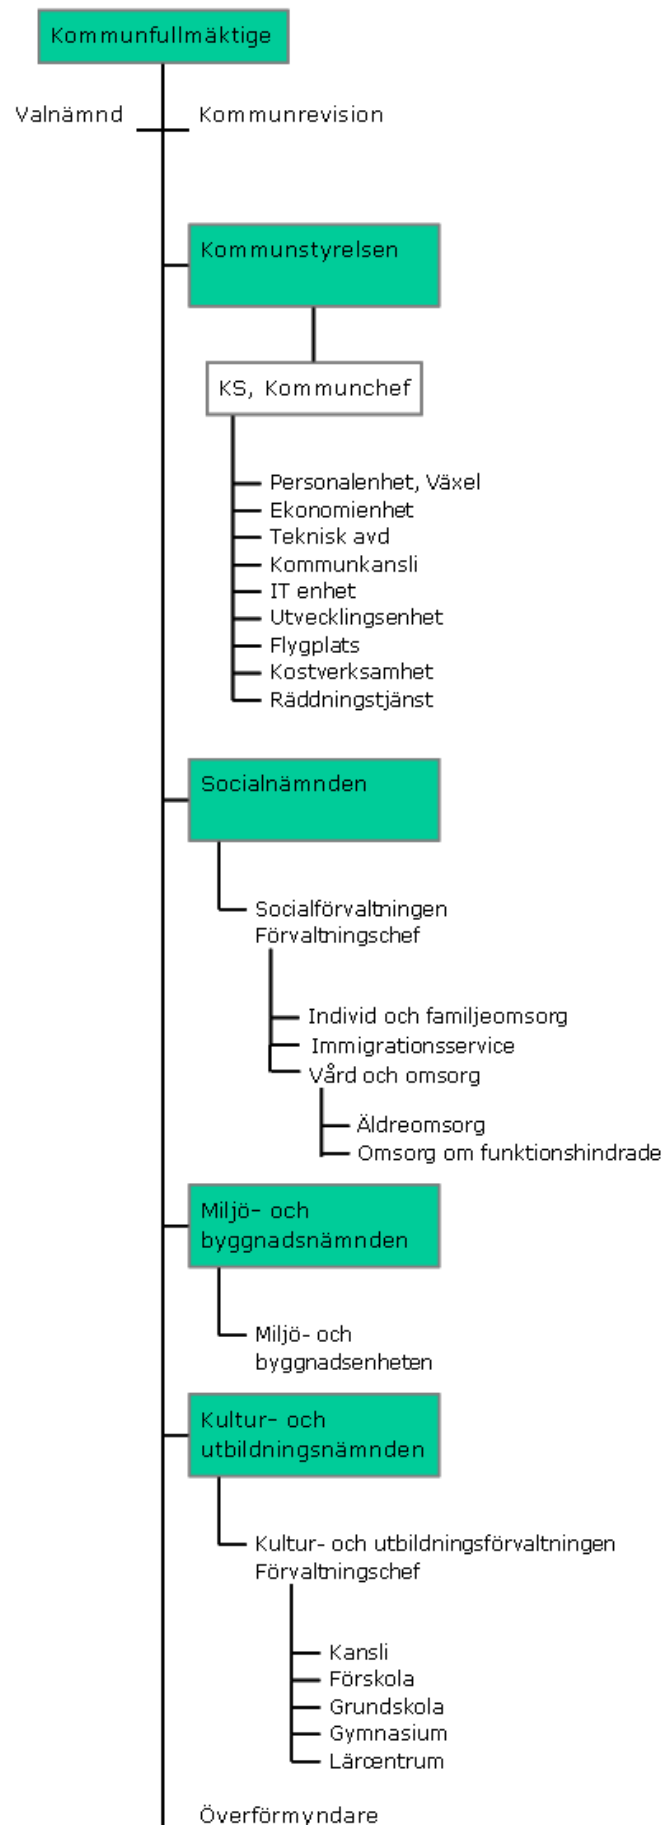 Kommunfullmäktige
Valnämnd
Kommunrevision
Kommunstyrelsen
KS, Kommunchef
Personalenhet, Växel
Ekonomienhet
Teknisk avd
Kommunkansli
IT enhet
Utvecklingsenhet
Flygplats
Kostverksamhet
Räddningstjänst
Socialnämnden
Socialförvaltningen
Förvaltningschef
Individ och familjeomsorg
Immigrationsservice
Vård och omsorg
Äldreomsorg
Omsorg om funktionshindrade
Miljö- och
byggnadsnämnden
Miljö- och
byggnadsenheten
Kultur- och
utbildningsnämnden
Kultur- och utbildningsförvaltningen
Förvaltningschef
Kansli
Förskola
Grundskola
Gymnasium
Lärcentrum
Överförmyndare